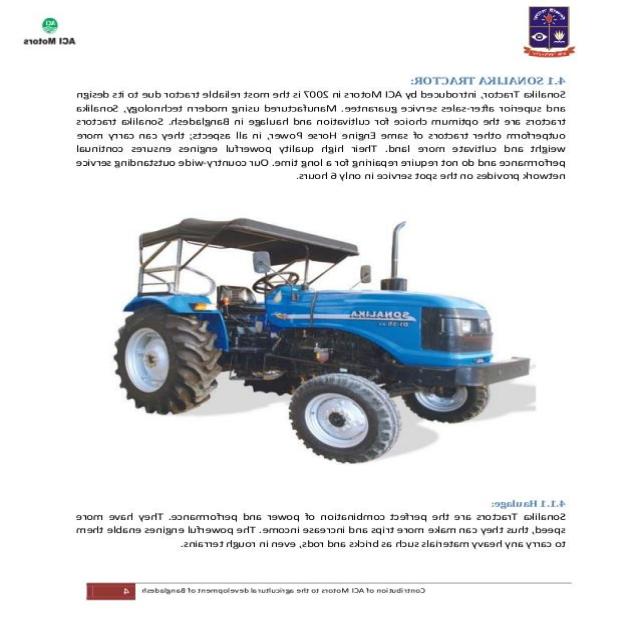 ACI
ACI Motors
4.1 SONALIKA TRACTOR:
Sonalika Tractor, introduced by ACI Motors in 2007 is the most reliable tractor due to its design
and superior after-sales service guarantee. Manufactured using modern technology, Sonalika
tractors are the optimum choice for cultivation and haulage in Bangladesh. Sonalika tractors
outperform other tractors of same Engine Horse Power, in all aspects; they can carry more
weight and cultivate more land. Their high quality powerful engines ensures continual
performance and do not require repairing for a long time. Our country-wide outstanding service
network provides on the spot service in only 6 hours.
SONALIKA
4.1.1 Haulage:
Sonalika Tractors are the perfect combination of power and performance. They have more
speed, thus they can make more trips and increase income. The powerful engines enable them
to carry any heavy materials such as bricks and rods, even in rough terrains.
Contribution of ACI Motors to the agricultural development of Bangladesh 4